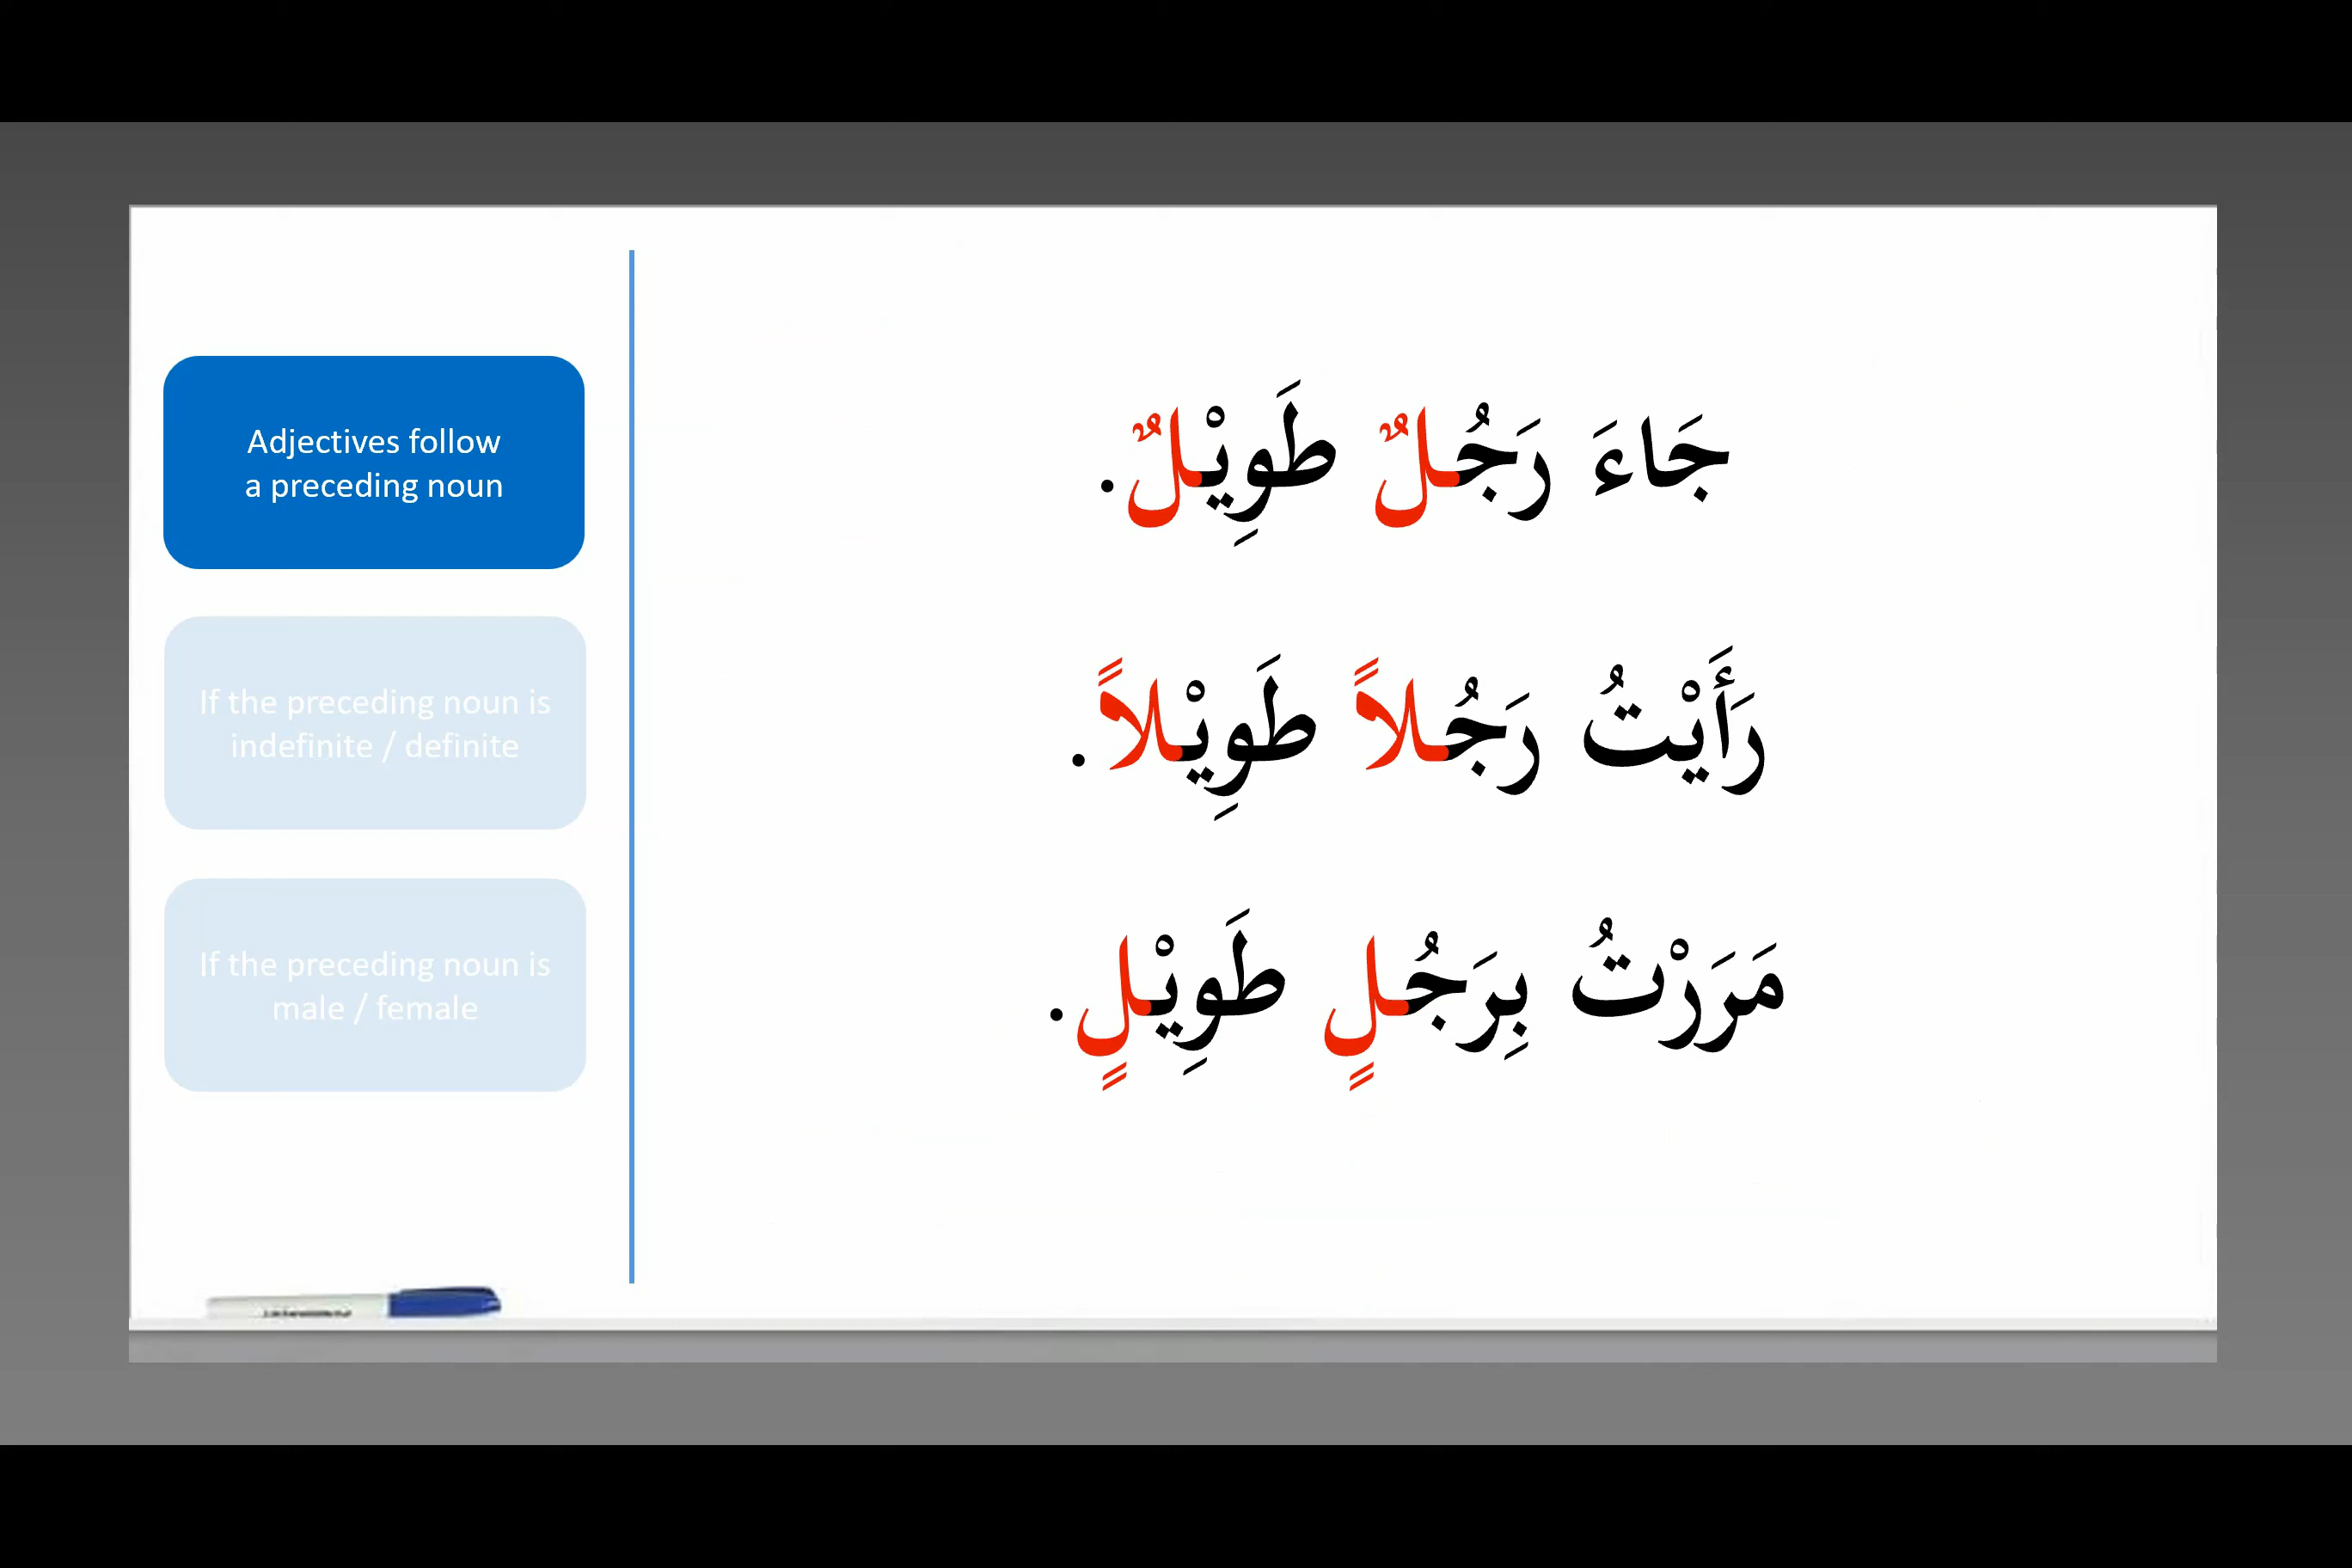 Adjectives follow
a preceding noun
If the preceding noun is
indefinite / definite
If the preceding noun is
male / female
جَاءَ رَجُلٌ طَوِيْلٌ.
رَأَيْتُ رَجُلاً طَوِيْلاً.
مَرَرْتُ بِرَجُلٍ طَوِيْلٍ.